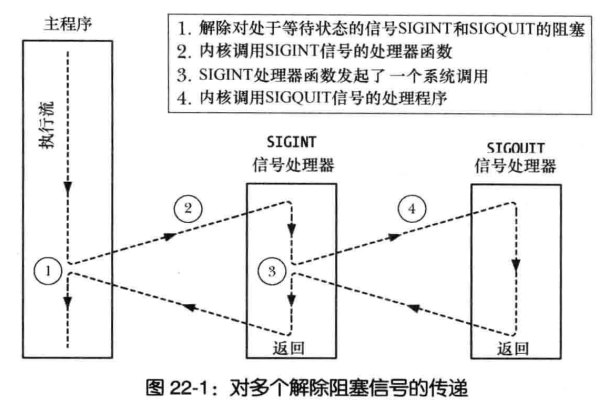 主程序
1. 解除对处于等待状态的信号SIGINT和SIGQUIT的阻塞
2. 内核调用SIGINT信号的处理器函数
3. SIGINT处理器函数发起了一个系统调用
4. 内核调用SIGQUIT信号的处理程序
执行流
SIGINT
信号处理器
SIGQUIT
信号处理器
2
4
1
3
返回
返回
图 22-1：对多个解除阻塞信号的传递